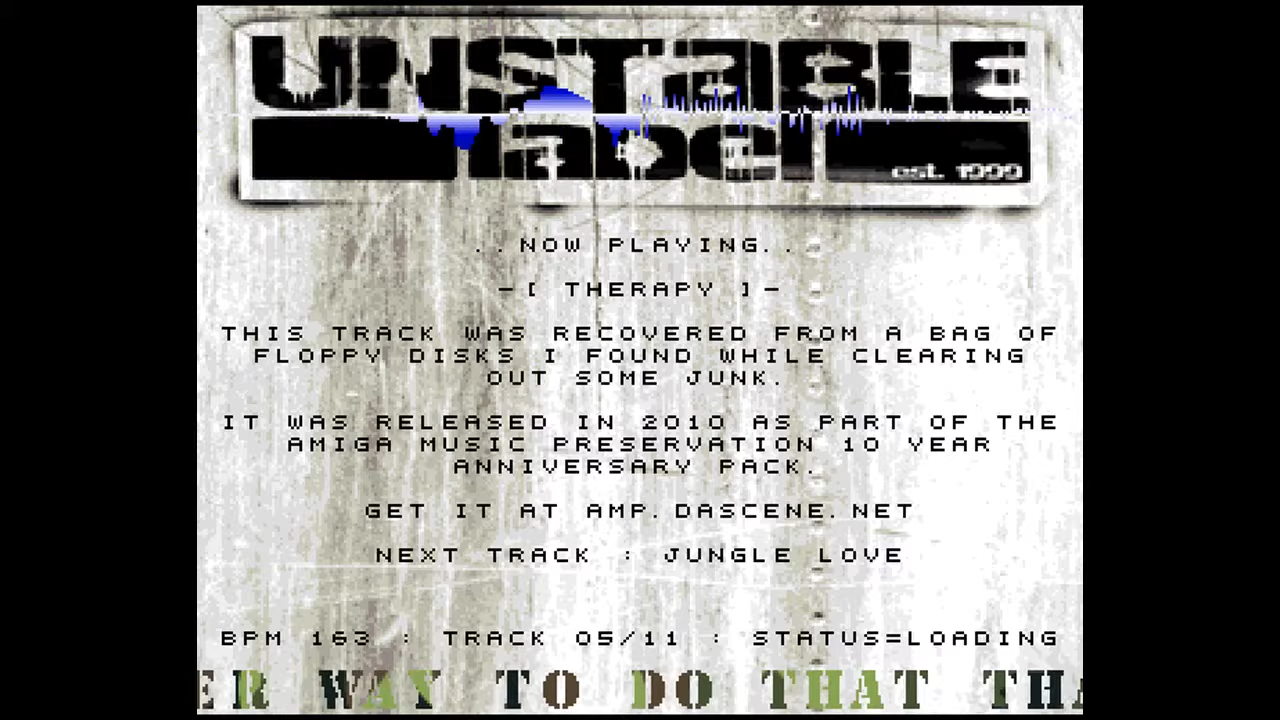 UNSTaBLE
label
est. 1999
..NOW PLAYING..
-[ THERAPY ]-
THIS TRACK WAS RECOVERED FROM A BAG OF
FLOPPY DISKS I FOUND WHILE CLEARING
OUT SOME JUNK.
IT WAS RELEASED IN 2010 AS PART OF THE
AMIGA MUSIC PRESERVATION 10 YEAR
ANNIVERSARY PACK.
GET IT AT AMP.DASCENE.NET
NEXT TRACK : JUNGLE LOVE
BPM 163 : TRACK 05/11 : STATUS=LOADING
ER WAY TO DO THAT THA